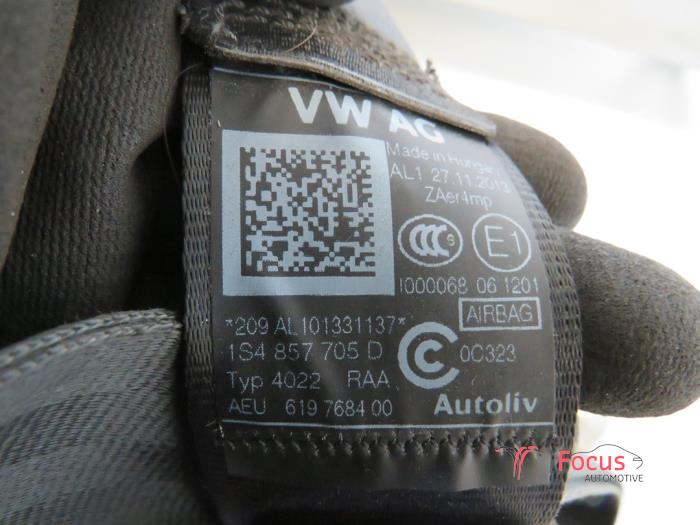 VW AG
Made in Hungary
AL1 27.11.2013
ZAer4mp
CCC S E1
I000068 06 1201
AIRBAG
*209 AL101331137*
1S4 857 705 D
C 0C323
Typ 4022 RAA
AEU 619 7684 00
Autoliv
Focus
AUTOMOTIVE